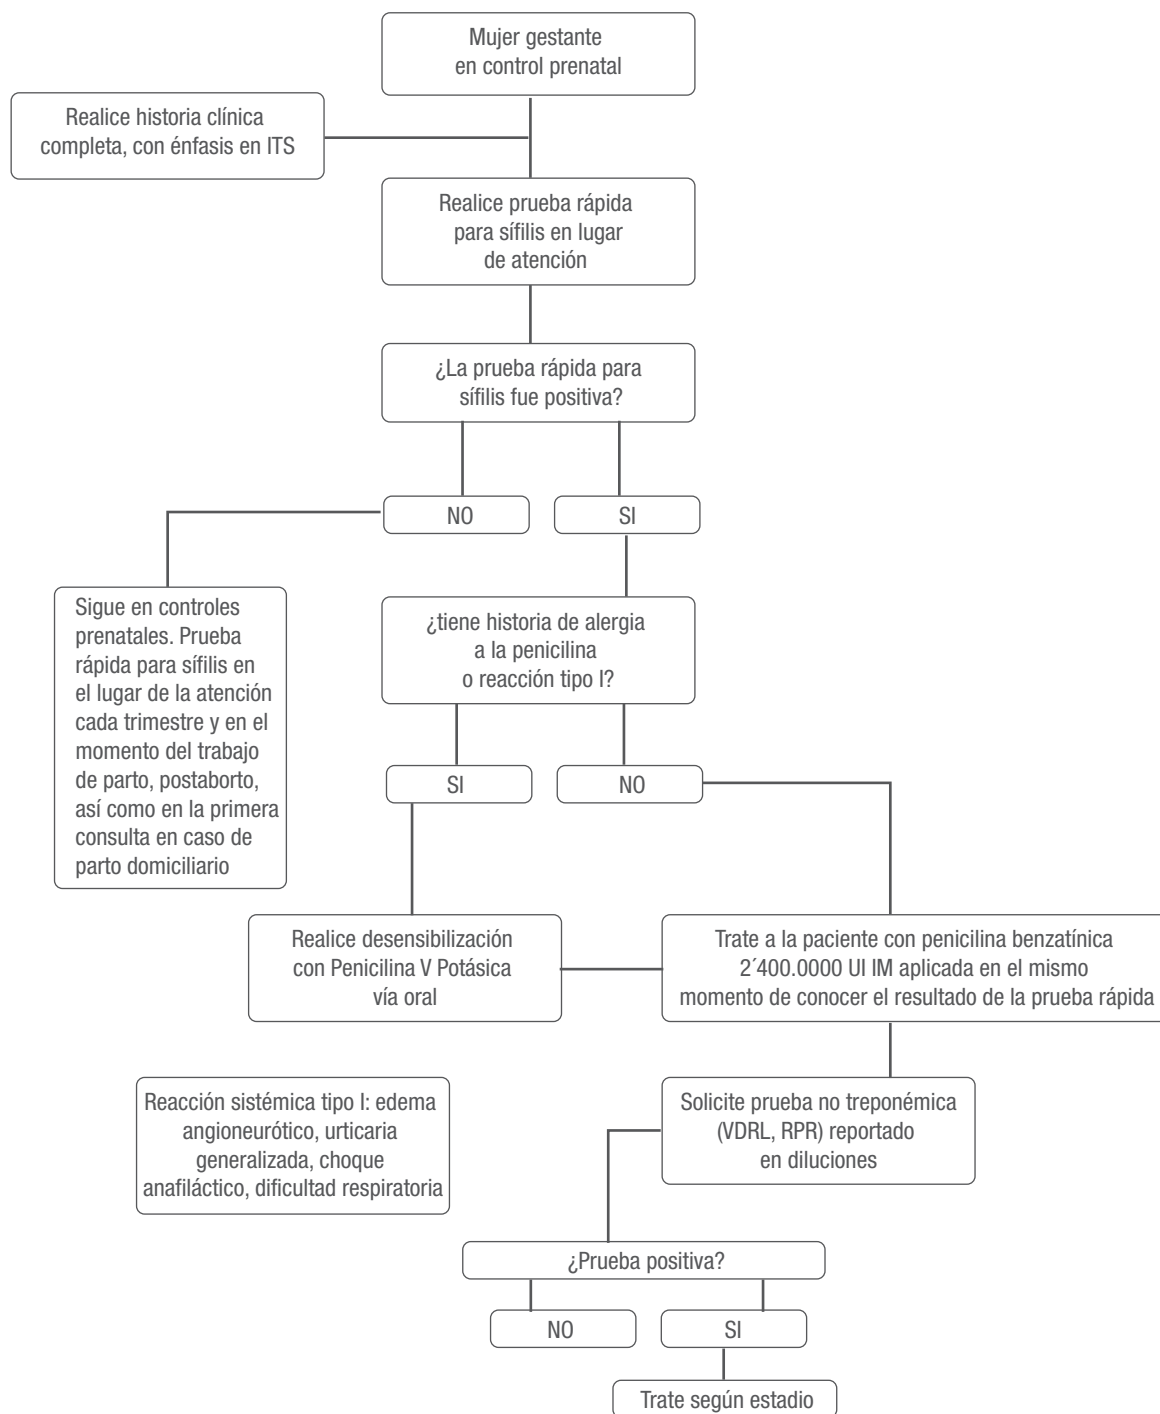 Mujer gestante
en control prenatal
Realice historia clínica
completa, con énfasis en ITS
Realice prueba rápida
para sífilis en lugar
de atención
¿La prueba rápida para
sífilis fue positiva?
NO
SI
Sigue en controles
prenatales. Prueba
rápida para sífilis en
el lugar de la atención
cada trimestre y en el
momento del trabajo
de parto, postaborto,
así como en la primera
consulta en caso de
parto domiciliario
¿tiene historia de alergia
a la penicilina
o reacción tipo I?
SI
NO
Realice desensibilización
con Penicilina V Potásica
vía oral
Trate a la paciente con penicilina benzatínica
2´400.0000 UI IM aplicada en el mismo
momento de conocer el resultado de la prueba rápida
Reacción sistémica tipo I: edema
angioneurótico, urticaria
generalizada, choque
anafiláctico, dificultad respiratoria
Solicite prueba no treponémica
(VDRL, RPR) reportado
en diluciones
¿Prueba positiva?
NO
SI
Trate según estadio